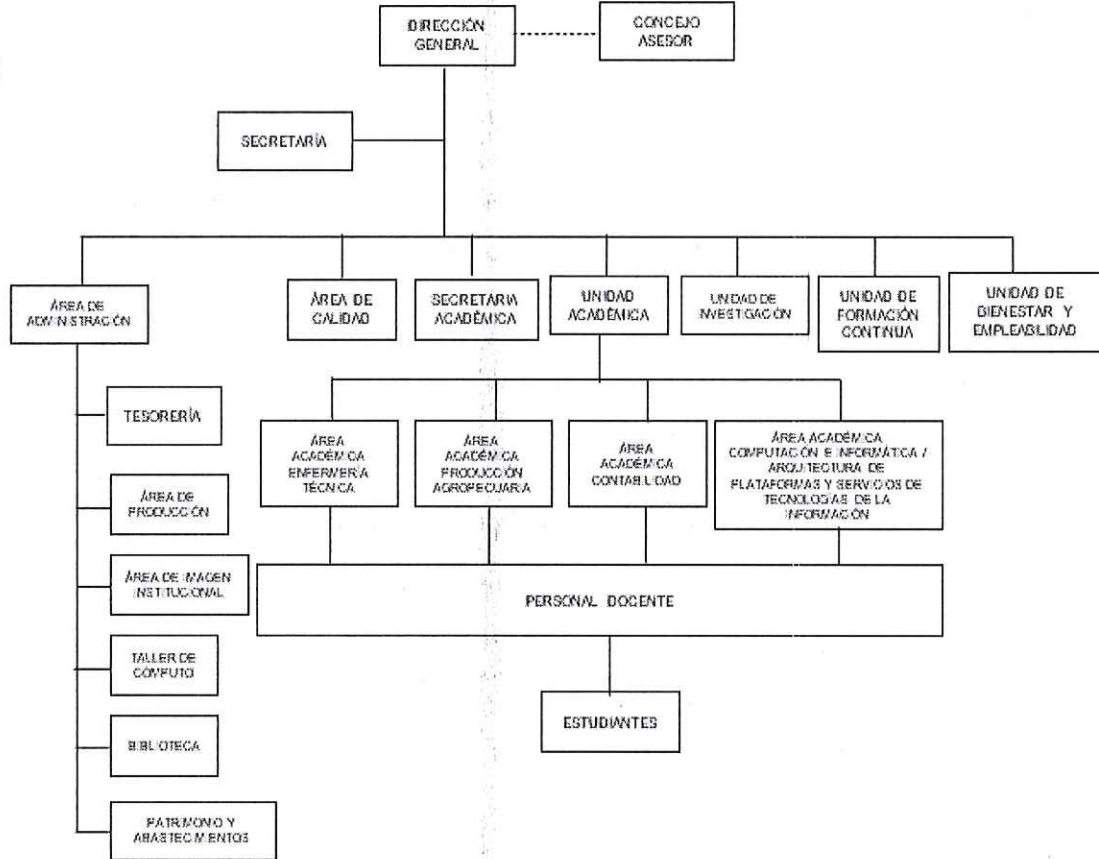 DIRECCIÓN
GENERAL
CONCEJO
ASESOR
SECRETARÍA
ÁREA DE
ADMINISTRACIÓN
ÁREA DE
CALIDAD
SECRETARIA
ACADÉMICA
UNIDAD
ACADÉMICA
UNIDAD DE
INVESTIGACIÓN
UNIDAD DE
FORMACIÓN
CONTINUA
UNIDAD DE
BIENESTAR Y
EMPLEABILIDAD
TESORERÍA
ÁREA DE
PRODUCCIÓN
ÁREA DE IMAGEN
INSTITUCIONAL
TALLER DE
CÓMPUTO
BIBLIOTECA
PATRIMONIO Y
ABASTECIMIENTOS
ÁREA
ACADÉMICA
ENFERMERÍA
TÉCNICA
ÁREA
ACADÉMICA
PRODUCCIÓN
AGROPECUARIA
ÁREA
ACADÉMICA
CONTABILIDAD
ÁREA ACADÉMICA
COMPUTACIÓN E INFORMÁTICA /
ARQUITECTURA DE
PLATAFORMAS Y SERVICIOS DE
TECNOLOGÍAS DE LA
INFORMACIÓN
PERSONAL DOCENTE
ESTUDIANTES